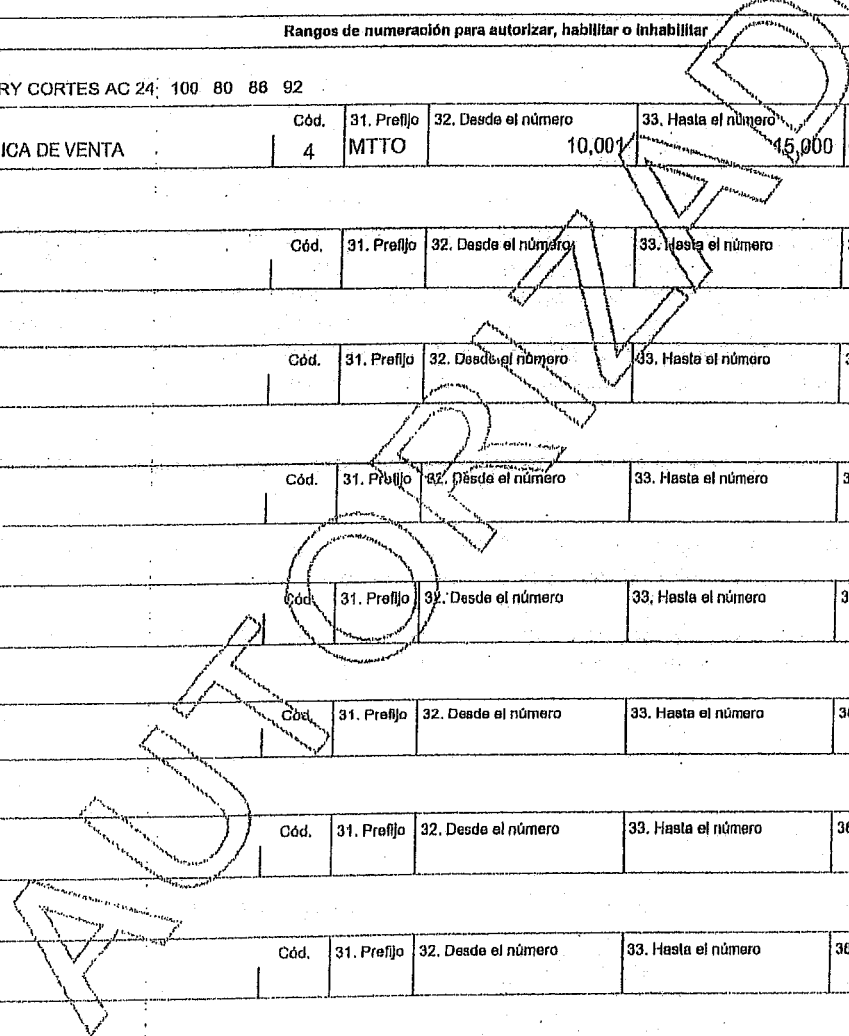 Rangos de numeración para autorizar, habilitar o inhabilitar
RY CORTES AC 24 100 80 88 92
Cód. 31. Prefijo 32. Desde el número 33. Hasta el número
ICA DE VENTA 4 MTTO 10,001 15,000
Cód. 31. Prefijo 32. Desde el número 33. Hasta el número
Cód. 31. Prefijo 32. Desde el número 33. Hasta el número
Cód. 31. Prefijo 32. Desde el número 33. Hasta el número
Cód. 31. Prefijo 32. Desde el número 33. Hasta el número
Cód. 31. Prefijo 32. Desde el número 33. Hasta el número 36
Cód. 31. Prefijo 32. Desde el número 33. Hasta el número 36
Cód. 31. Prefijo 32. Desde el número 33. Hasta el número 36
AUTORIZAD